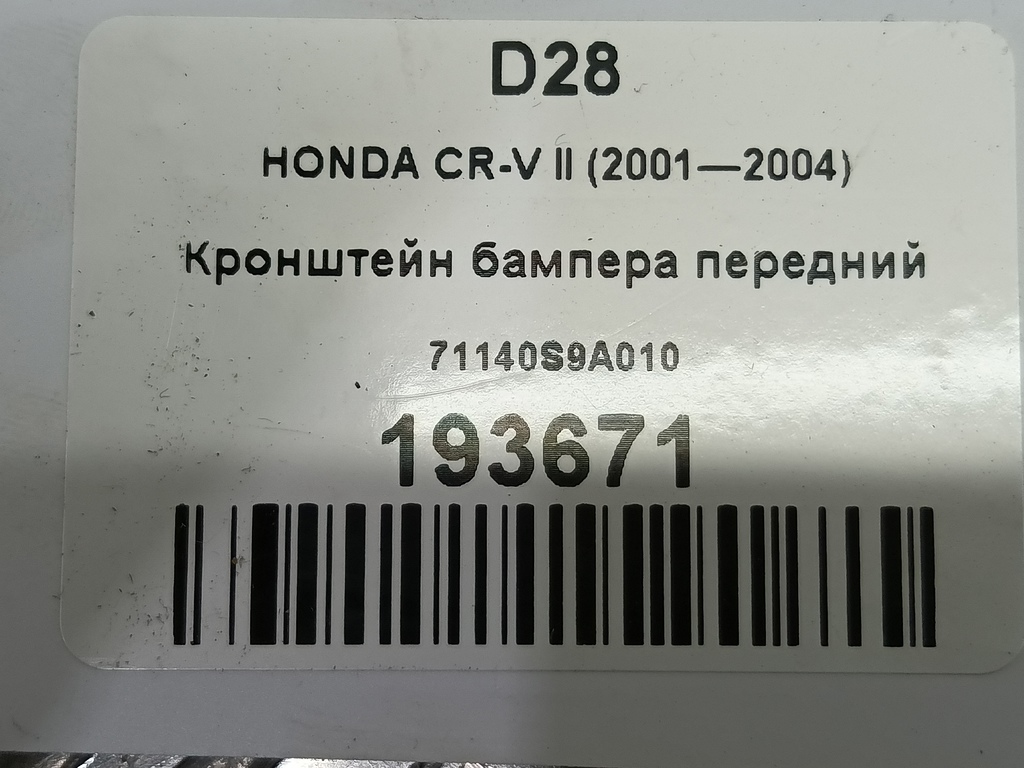 D28
HONDA CR-V II (2001—2004)
Кронштейн бампера передний
71140S9A010
193671